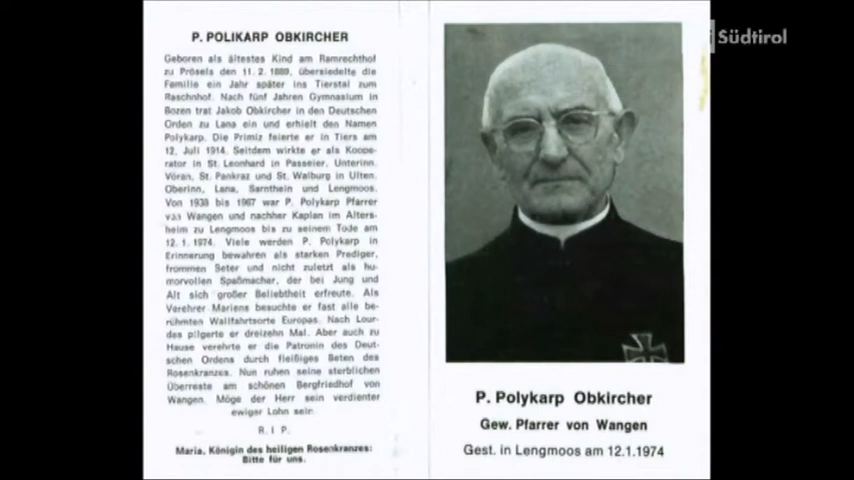 P. POLIKARP OBKIRCHER
Geboren als ältestes Kind am Ramrechthof
zu Prösels den 11. 2. 1889, übersiedelte die
Familie ein Jahr später ins Tierstal zum
Raschnhof. Nach fünf Jahren Gymnasium in
Bozen trat Jakob Obkircher in den Deutschen
Orden zu Lana ein und erhielt den Namen
Polykarp. Die Primiz feierte er in Tiers am
12. Juli 1914. Seitdem wirkte er als Koope-
rator in St. Leonhard in Passeier, Unterinn,
Vöran, St. Pankraz und St. Walburg in Ulten,
Oberinn, Lana, Sarnthein und Lengmoos.
Von 1938 bis 1967 war P. Polykarp Pfarrer
von Wangen und nachher Kaplan im Alters-
heim zu Lengmoos bis zu seinem Tode am
12. 1. 1974. Viele werden P. Polykarp in
Erinnerung bewahren als starken Prediger,
frommen Beter und nicht zuletzt als hu-
morvollen Spaßmacher, der bei Jung und
Alt sich großer Beliebtheit erfreute. Als
Verehrer Mariens besuchte er fast alle be-
rühmten Wallfahrtsorte Europas. Nach Lour-
des pilgerte er dreizehn Mal. Aber auch zu
Hause verehrte er die Patronin des Deut-
schen Ordens durch fleißiges Beten des
Rosenkranzes. Nun ruhen seine sterblichen
Überreste am schönen Bergfriedhof von
Wangen. Möge der Herr sein verdienter
ewiger Lohn sein.
R. I P.
Maria, Königin des heiligen Rosenkranzes:
Bitte für uns.
Südtirol
P. Polykarp Obkircher
Gew. Pfarrer von Wangen
Gest. in Lengmoos am 12.1.1974